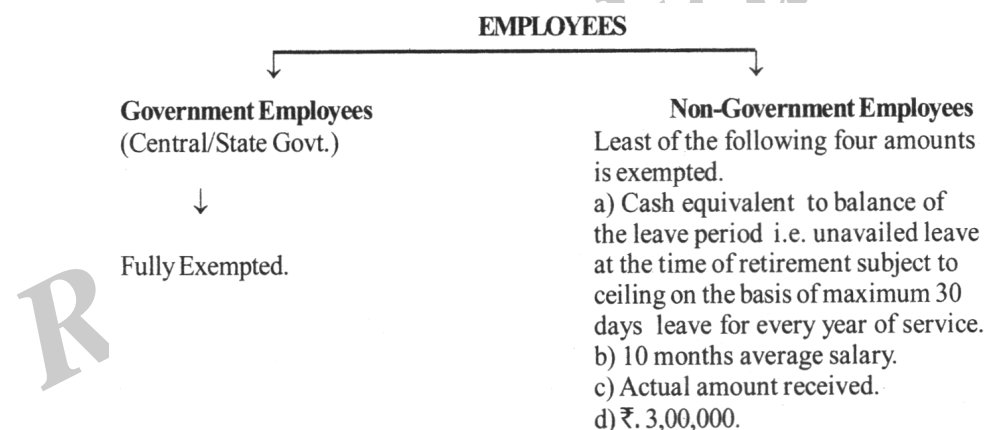 EMPLOYEES
Government Employees
(Central/State Govt.)
Fully Exempted.
Non-Government Employees
Least of the following four amounts
is exempted.
a) Cash equivalent to balance of
the leave period i.e. unavailed leave
at the time of retirement subject to
ceiling on the basis of maximum 30
days leave for every year of service.
b) 10 months average salary.
c) Actual amount received.
d) ₹. 3,00,000.
R